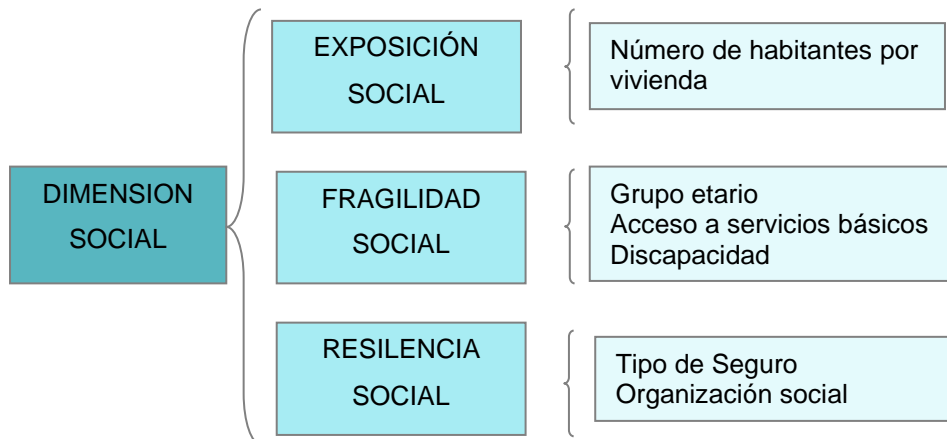 DIMENSION
SOCIAL
EXPOSICIÓN
SOCIAL
Número de habitantes por
vivienda
FRAGILIDAD
SOCIAL
Grupo etario
Acceso a servicios básicos
Discapacidad
RESILENCIA
SOCIAL
Tipo de Seguro
Organización social